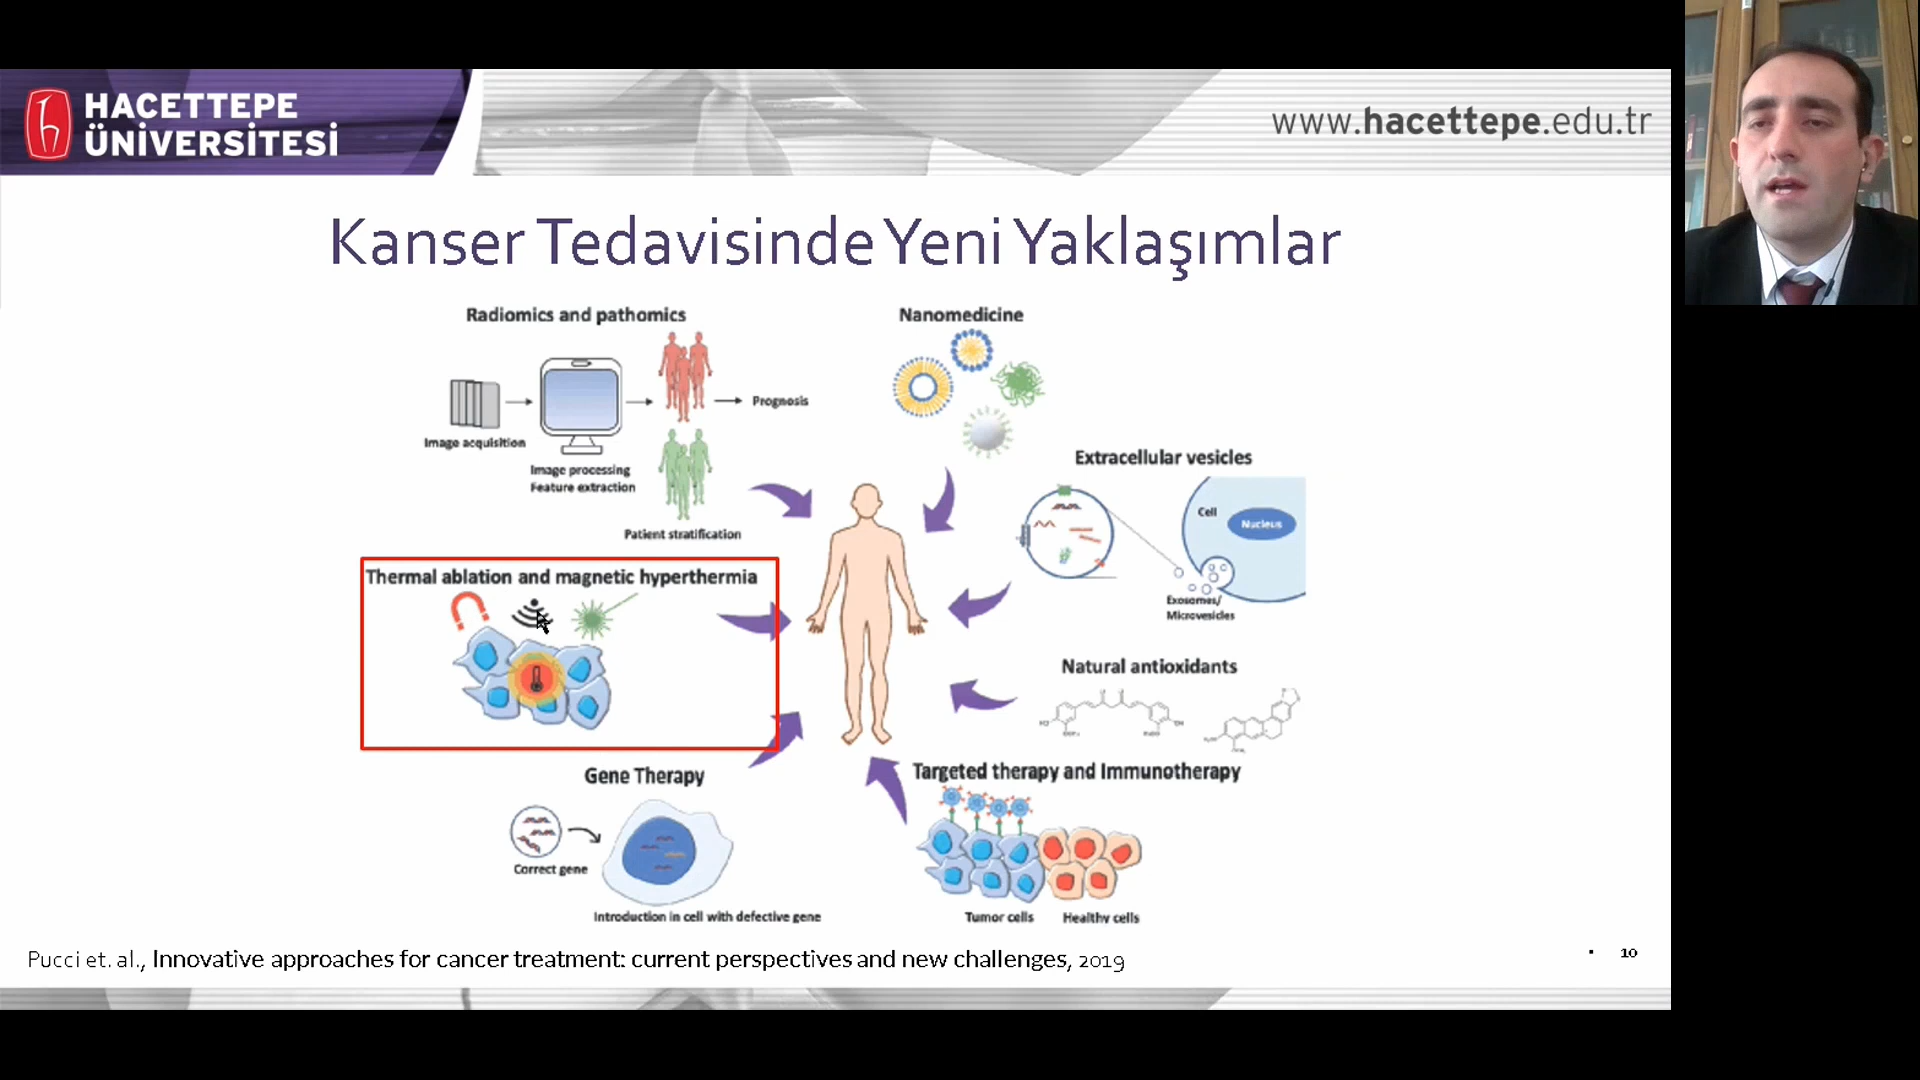 HACETTEPE
ÜNİVERSİTESİ
www.hacettepe.edu.tr
Kanser Tedavisinde Yeni Yaklaşımlar
Radiomics and pathomics
Nanomedicine
Prognosis
Image acquisition
Image processing
Feature extraction
Patient stratification
Extracellular vesicles
Cell
Nucleus
Exosomes/
Microvesicles
Thermal ablation and magnetic hyperthermia
Natural antioxidants
Gene Therapy
Correct gene
Introduction in cell with defective gene
Targeted therapy and Immunotherapy
Tumor cells
Healthy cells
Pucci et. al., Innovative approaches for cancer treatment: current perspectives and new challenges, 2019
10